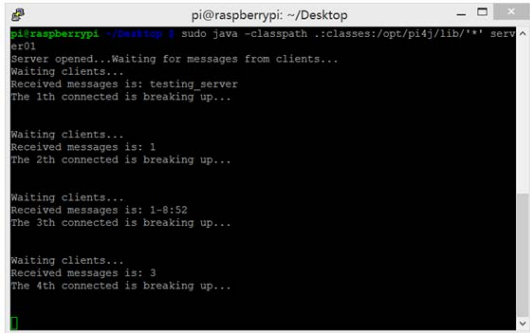 pi@raspberrypi: ~/Desktop
pi@raspberrypi ~/Desktop $ sudo java -classpath .:classes:/opt/pi4j/lib/'*' serv
er01
Server opened...Waiting for messages from clients...
Waiting clients...
Received messages is: testing_server
The 1th connected is breaking up...
Waiting clients...
Received messages is: 1
The 2th connected is breaking up...
Waiting clients...
Received messages is: 1-8:52
The 3th connected is breaking up...
Waiting clients...
Received messages is: 3
The 4th connected is breaking up...